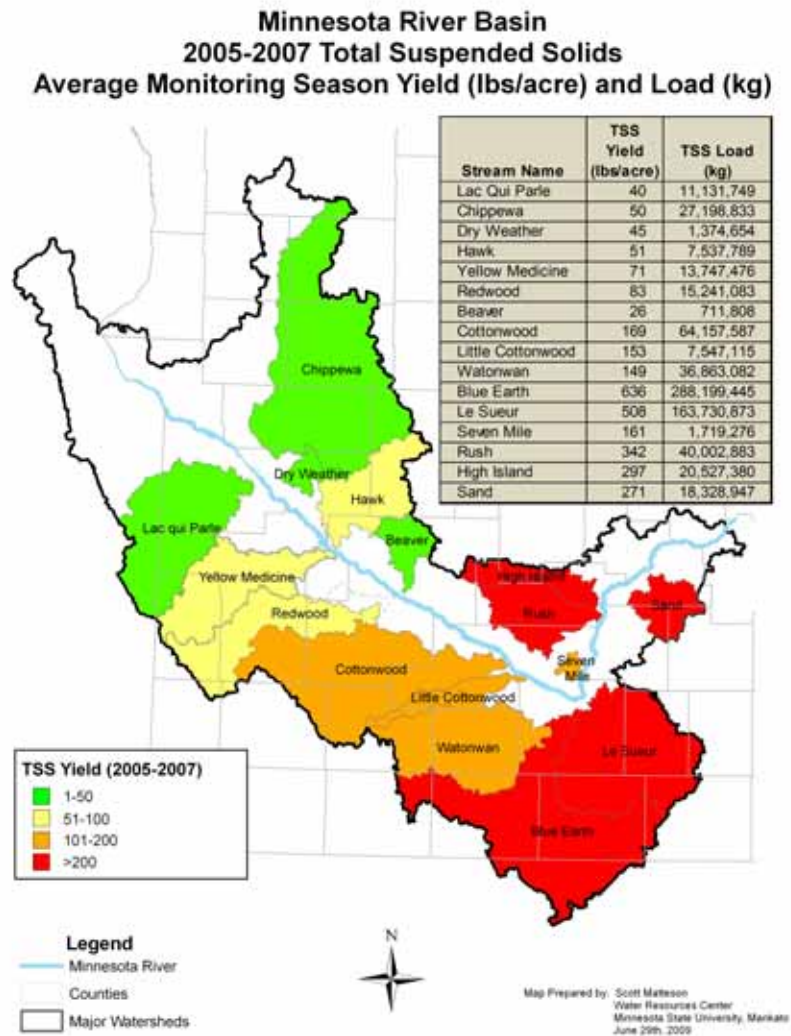 Minnesota River Basin
2005-2007 Total Suspended Solids
Average Monitoring Season Yield (lbs/acre) and Load (kg)
TSS
Yield TSS Load
Stream Name (lbs/acre) (kg)
Lac Qui Parle 40 11,131,749
Chippewa 50 27,198,833
Dry Weather 45 1,374,654
Hawk 51 7,537,789
Yellow Medicine 71 13,747,476
Redwood 83 15,241,083
Beaver 26 711,808
Cottonwood 169 64,157,587
Little Cottonwood 153 7,547,115
Watonwan 149 36,863,082
Blue Earth 636 288,199,445
Le Sueur 508 163,730,873
Seven Mile 161 1,719,276
Rush 342 40,002,883
High Island 297 20,527,380
Sand 271 18,328,947
Chippewa
Dry Weather
Hawk
Lac qui Parle
Beaver
Yellow Medicine
High Island
Redwood
Rush
Sand
Seven
Mile
Cottonwood
Little Cottonwood
Watonwan
Le Sueur
Blue Earth
TSS Yield (2005-2007)
1-50
51-100
101-200
>200
Legend
Minnesota River
Counties
Major Watersheds
N
Map Prepared by: Scott Matteson
Water Resources Center
Minnesota State University, Mankato
June 29th, 2009